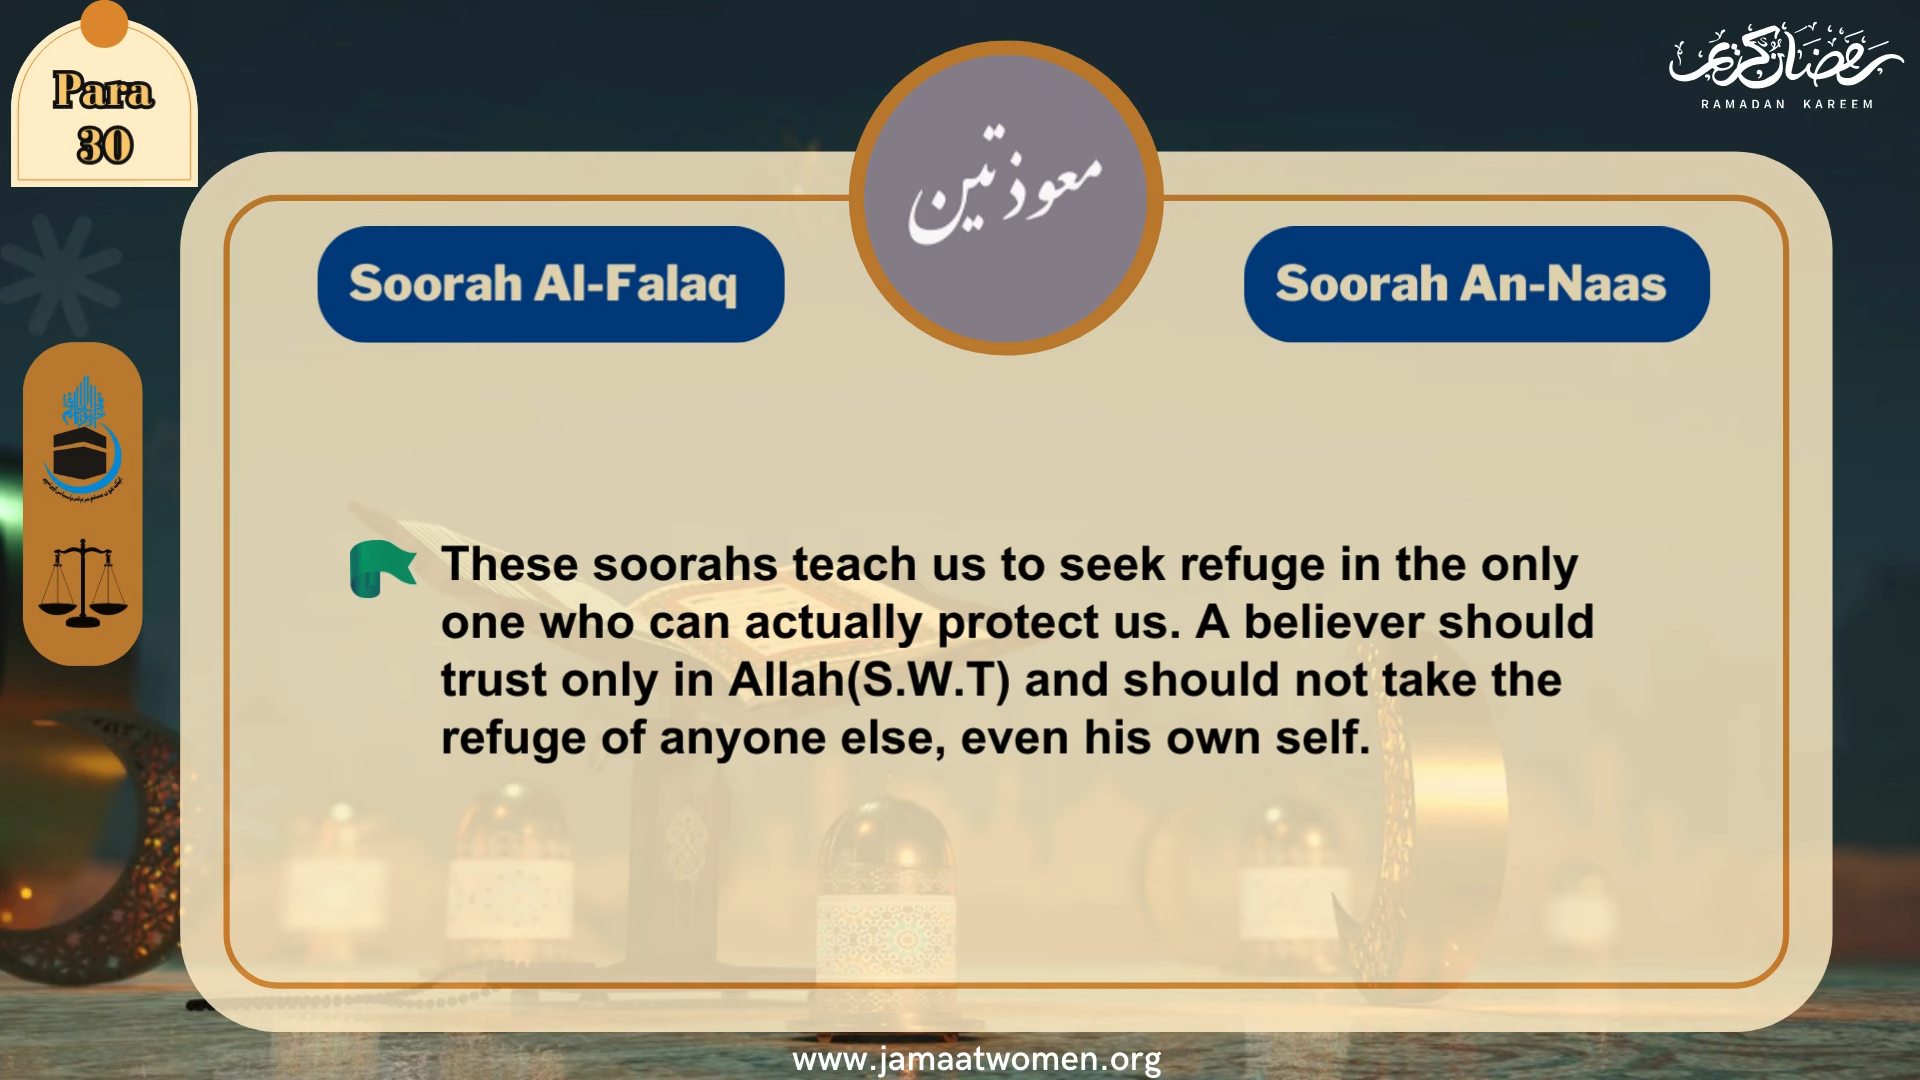 Para
30
رمضان كريم
RAMADAN KAREEM
معوذتین
Soorah Al-Falaq
Soorah An-Naas
These soorahs teach us to seek refuge in the only
one who can actually protect us. A believer should
trust only in Allah(S.W.T) and should not take the
refuge of anyone else, even his own self.
www.jamaatwomen.org